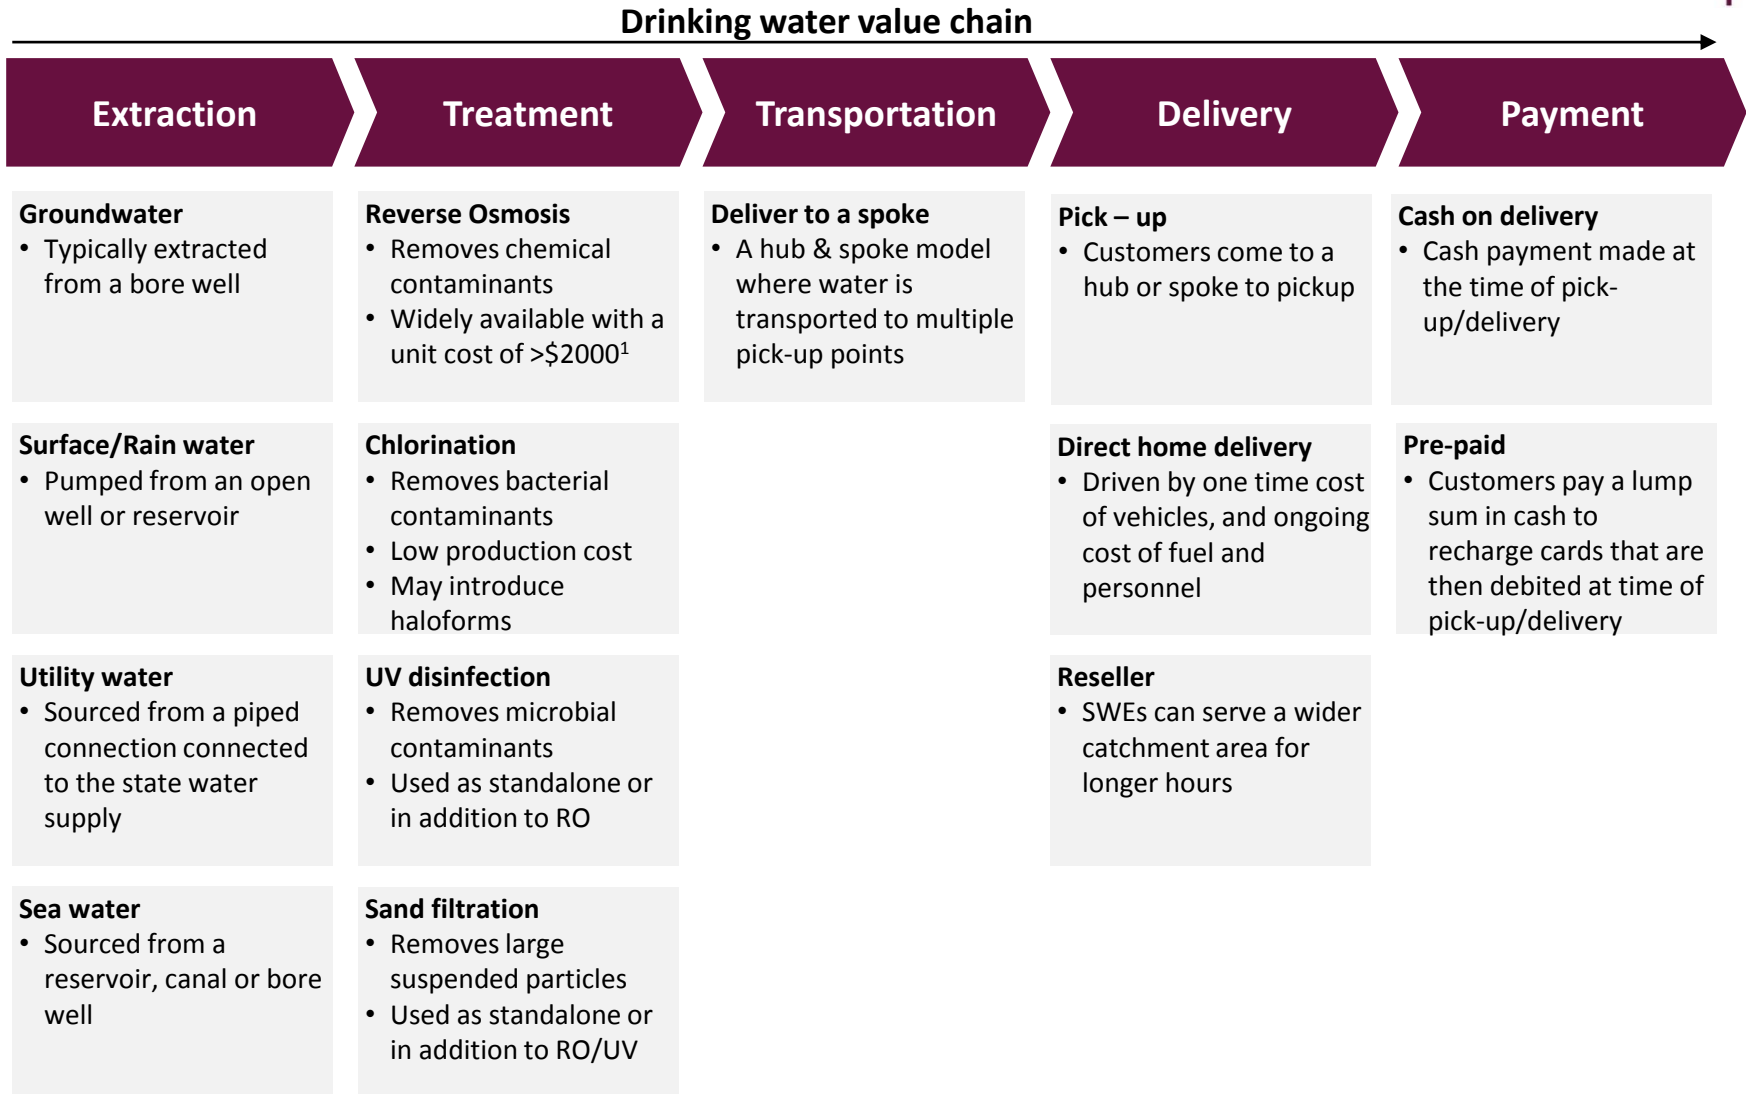 Drinking water value chain
Extraction
Treatment
Transportation
Delivery
Payment
Groundwater
• Typically extracted
from a bore well
Surface/Rain water
• Pumped from an open
well or reservoir
Utility water
• Sourced from a piped
connection connected
to the state water
supply
Sea water
• Sourced from a
reservoir, canal or bore
well
Reverse Osmosis
• Removes chemical
contaminants
• Widely available with a
unit cost of >$2000¹
Chlorination
• Removes bacterial
contaminants
• Low production cost
• May introduce
haloforms
UV disinfection
• Removes microbial
contaminants
• Used as standalone or
in addition to RO
Sand filtration
• Removes large
suspended particles
• Used as standalone or
in addition to RO/UV
Deliver to a spoke
• A hub & spoke model
where water is
transported to multiple
pick-up points
Pick – up
• Customers come to a
hub or spoke to pickup
Direct home delivery
• Driven by one time cost
of vehicles, and ongoing
cost of fuel and
personnel
Reseller
• SWEs can serve a wider
catchment area for
longer hours
Cash on delivery
• Cash payment made at
the time of pick-
up/delivery
Pre-paid
• Customers pay a lump
sum in cash to
recharge cards that are
then debited at time of
pick-up/delivery